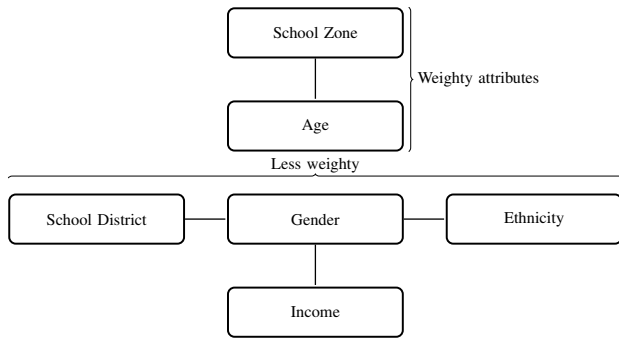 School Zone
Weighty attributes
Age
Less weighty
School District
Gender
Ethnicity
Income